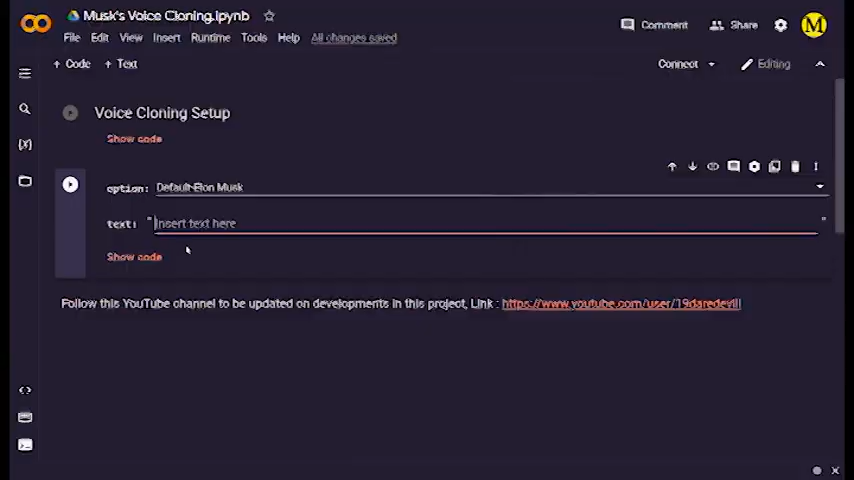 Musk's Voice Cloning.ipynb
Comment
Share
M
File Edit View Insert Runtime Tools Help All changes saved
+ Code + Text
Connect
Editing
Voice Cloning Setup
Show code
option: Default-Elon Musk
text: " Insert text here "
Show code
Follow this YouTube channel to be updated on developments in this project, Link : https://www.youtube.com/user/19daredevill